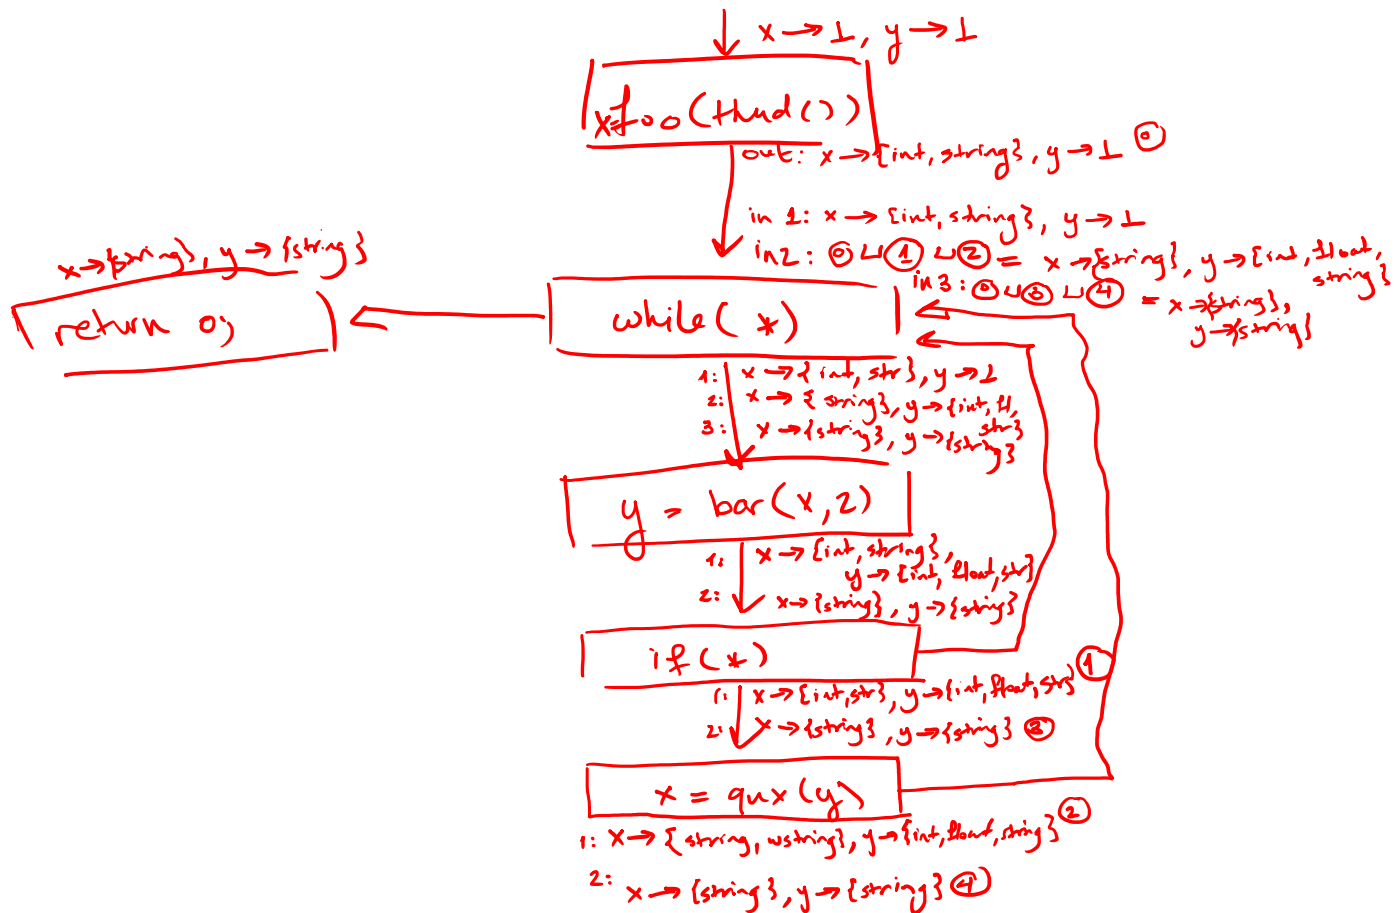 x → ⊥, y → ⊥
x=foo(thud())
out: x → {int, string}, y → ⊥ ⓪
in 1: x → {int, string}, y → ⊥
in2: ⓪ ⊔ ① ⊔ ② = x → {string}, y → {int, float, string}
in3: ⓪ ⊔ ③ ⊔ ④ = x → {string},
y → {string}
x → {string}, y → {string}
return 0;
while( * )
1: x → { int, str }, y → ⊥
2: x → { string}, y → {int, fl, str}
3: x → {string}, y → {string}
y = bar(x, 2)
1: x → {int, string},
y → {int, float, str}
2: x → {string}, y → {string}
if (*)
1: x → {int, str}, y → {int, float, str} ①
2: x → {string}, y → {string} ③
x = qux(y)
1: x → { string, wstring}, y → {int, float, string} ②
2: x → {string}, y → {string} ④